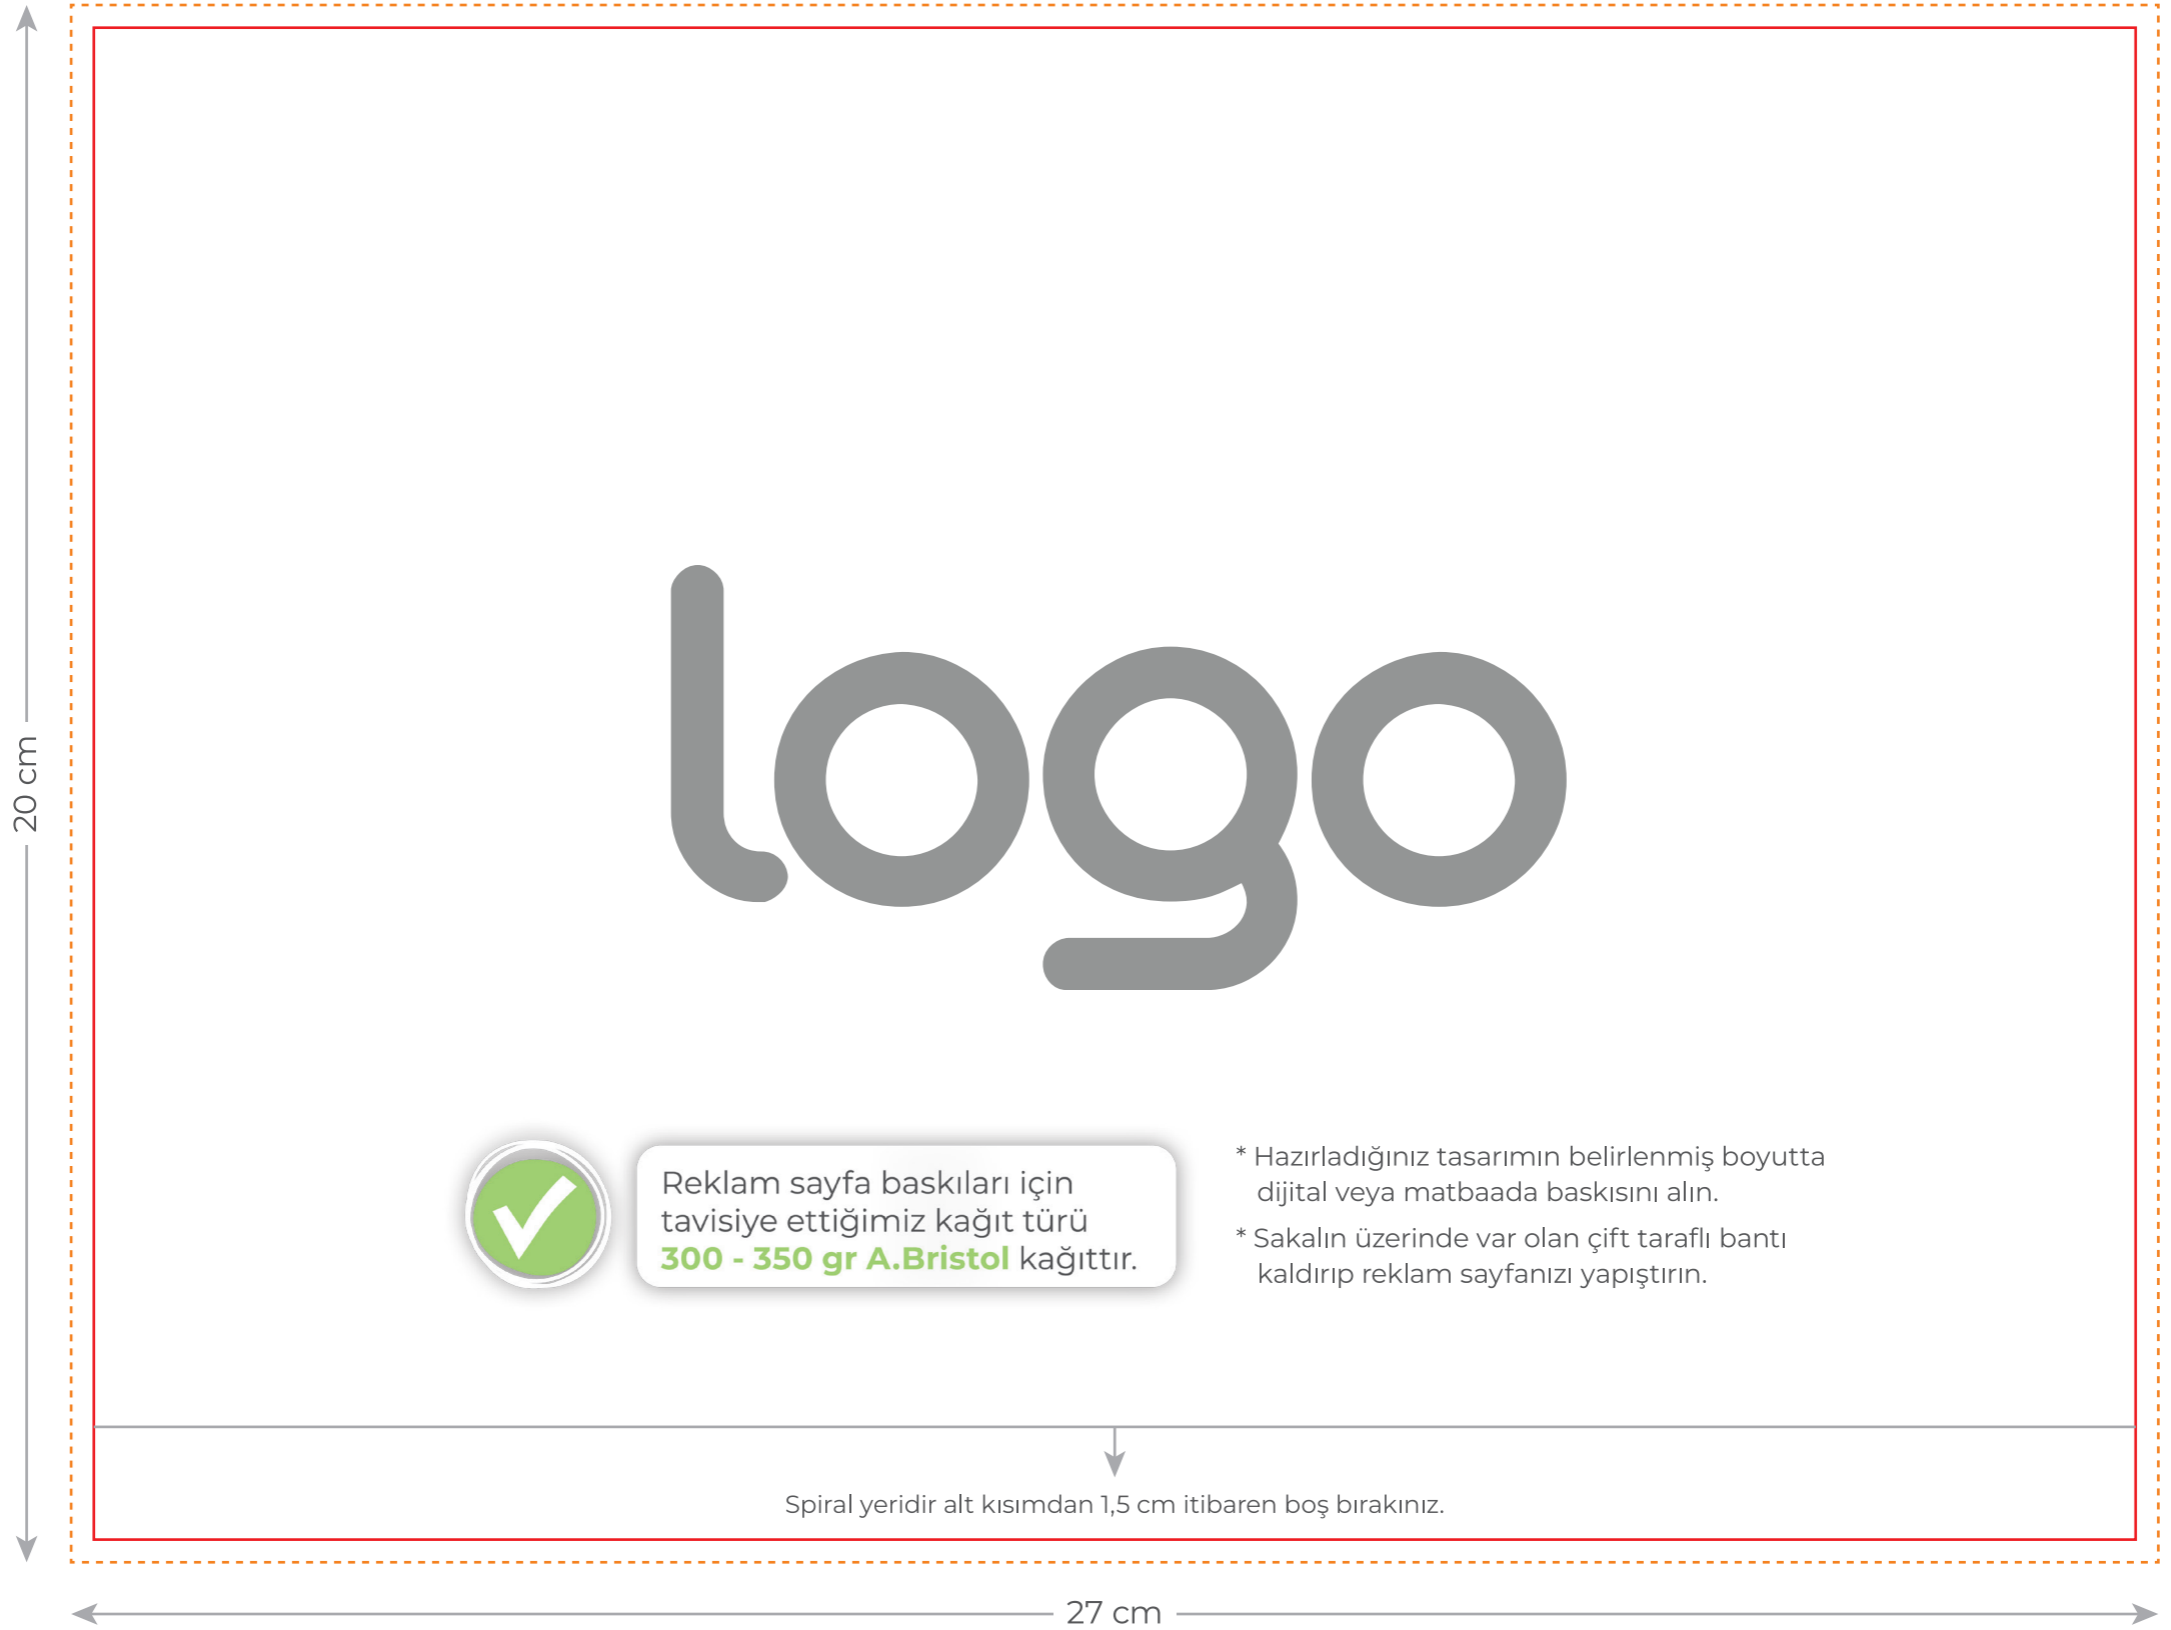 20 cm
logo
Reklam sayfa baskıları için
tavisiye ettiğimiz kağıt türü
300 - 350 gr A.Bristol kağıttır.
* Hazırladığınız tasarımın belirlenmiş boyutta
dijital veya matbaada baskısını alın.
* Sakalın üzerinde var olan çift taraflı bantı
kaldırıp reklam sayfanızı yapıştırın.
Spiral yeridir alt kısımdan 1,5 cm itibaren boş bırakınız.
27 cm